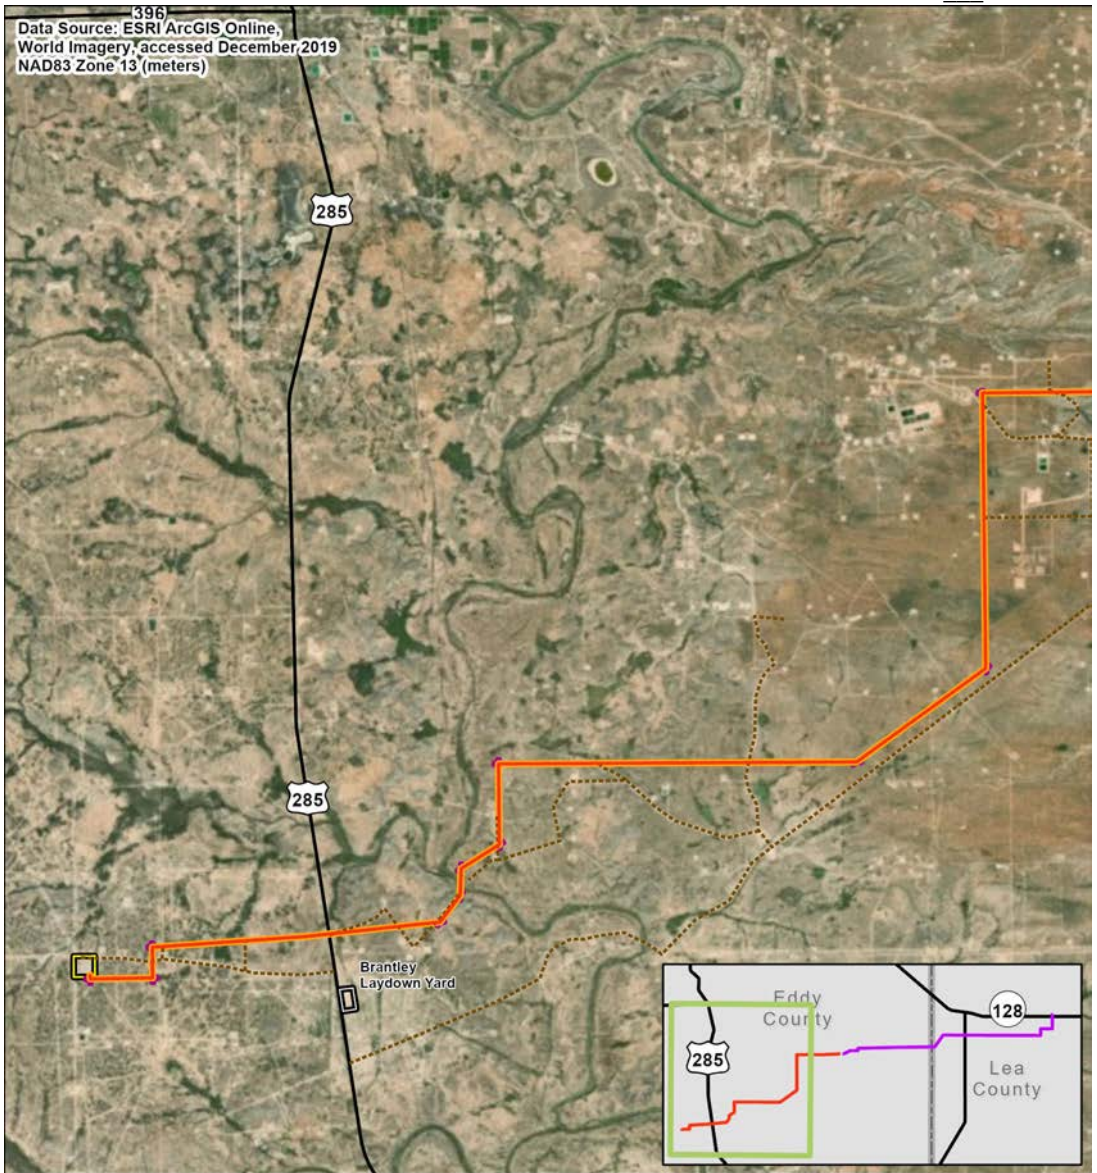 396
Data Source: ESRI ArcGIS Online,
World Imagery, accessed December 2019
NAD83 Zone 13 (meters)
285
285
Brantley
Laydown Yard
Eddy
County
128
285
Lea
County